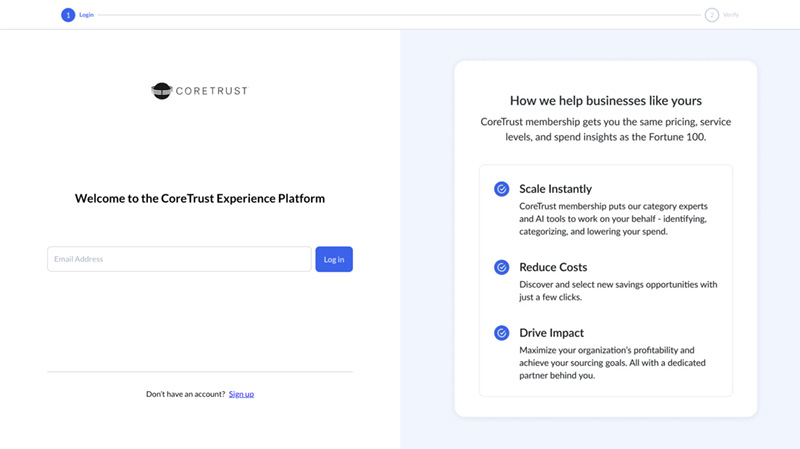 1 Login
2 Verify
CORETRUST
Welcome to the CoreTrust Experience Platform
Email Address
Log in
Don't have an account? Sign up
How we help businesses like yours
CoreTrust membership gets you the same pricing, service
levels, and spend insights as the Fortune 100.
Scale Instantly
CoreTrust membership puts our category experts
and AI tools to work on your behalf - identifying,
categorizing, and lowering your spend.
Reduce Costs
Discover and select new savings opportunities with
just a few clicks.
Drive Impact
Maximize your organization's profitability and
achieve your sourcing goals. All with a dedicated
partner behind you.